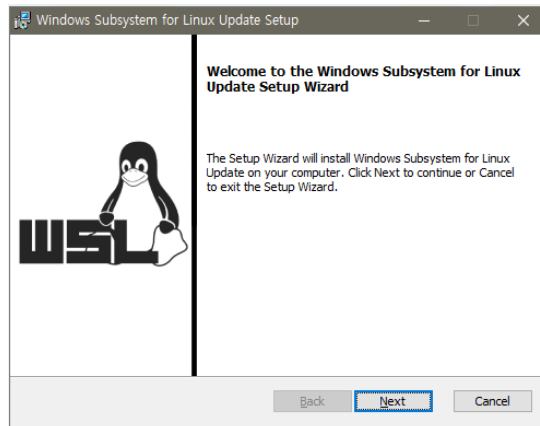 Windows Subsystem for Linux Update Setup
Welcome to the Windows Subsystem for Linux
Update Setup Wizard
The Setup Wizard will install Windows Subsystem for Linux
Update on your computer. Click Next to continue or Cancel
to exit the Setup Wizard.
WSL
Back Next Cancel